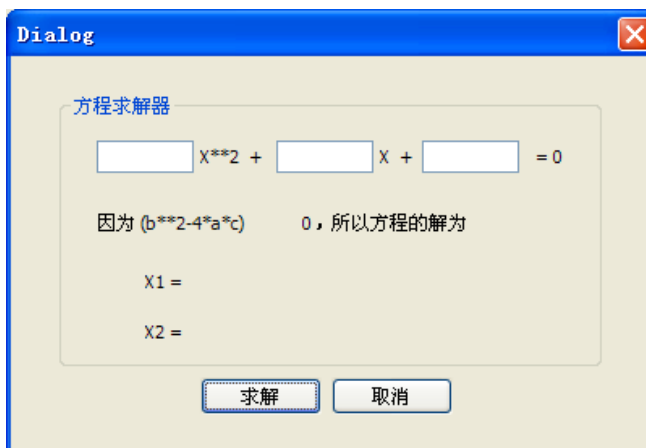 Dialog
方程求解器
X**2 + X + = 0
因为 (b**2-4*a*c) 0，所以方程的解为
X1 =
X2 =
求解 取消